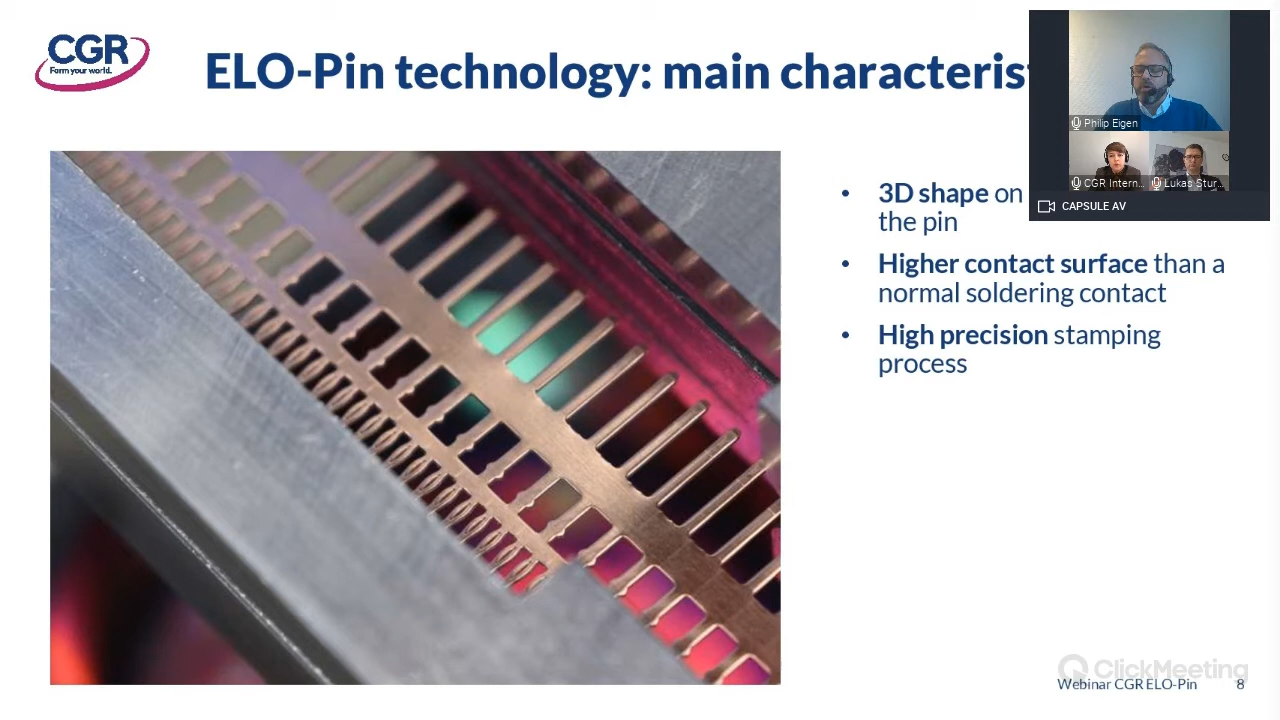 CGR
Form your world.
ELO-Pin technology: main characteris
Philip Eigen
CGR Intern...
Lukas Stur...
CAPSULE AV
• 3D shape on
the pin
• Higher contact surface than a
normal soldering contact
• High precision stamping
process
ClickMeeting
Webinar CGR ELO-Pin 8